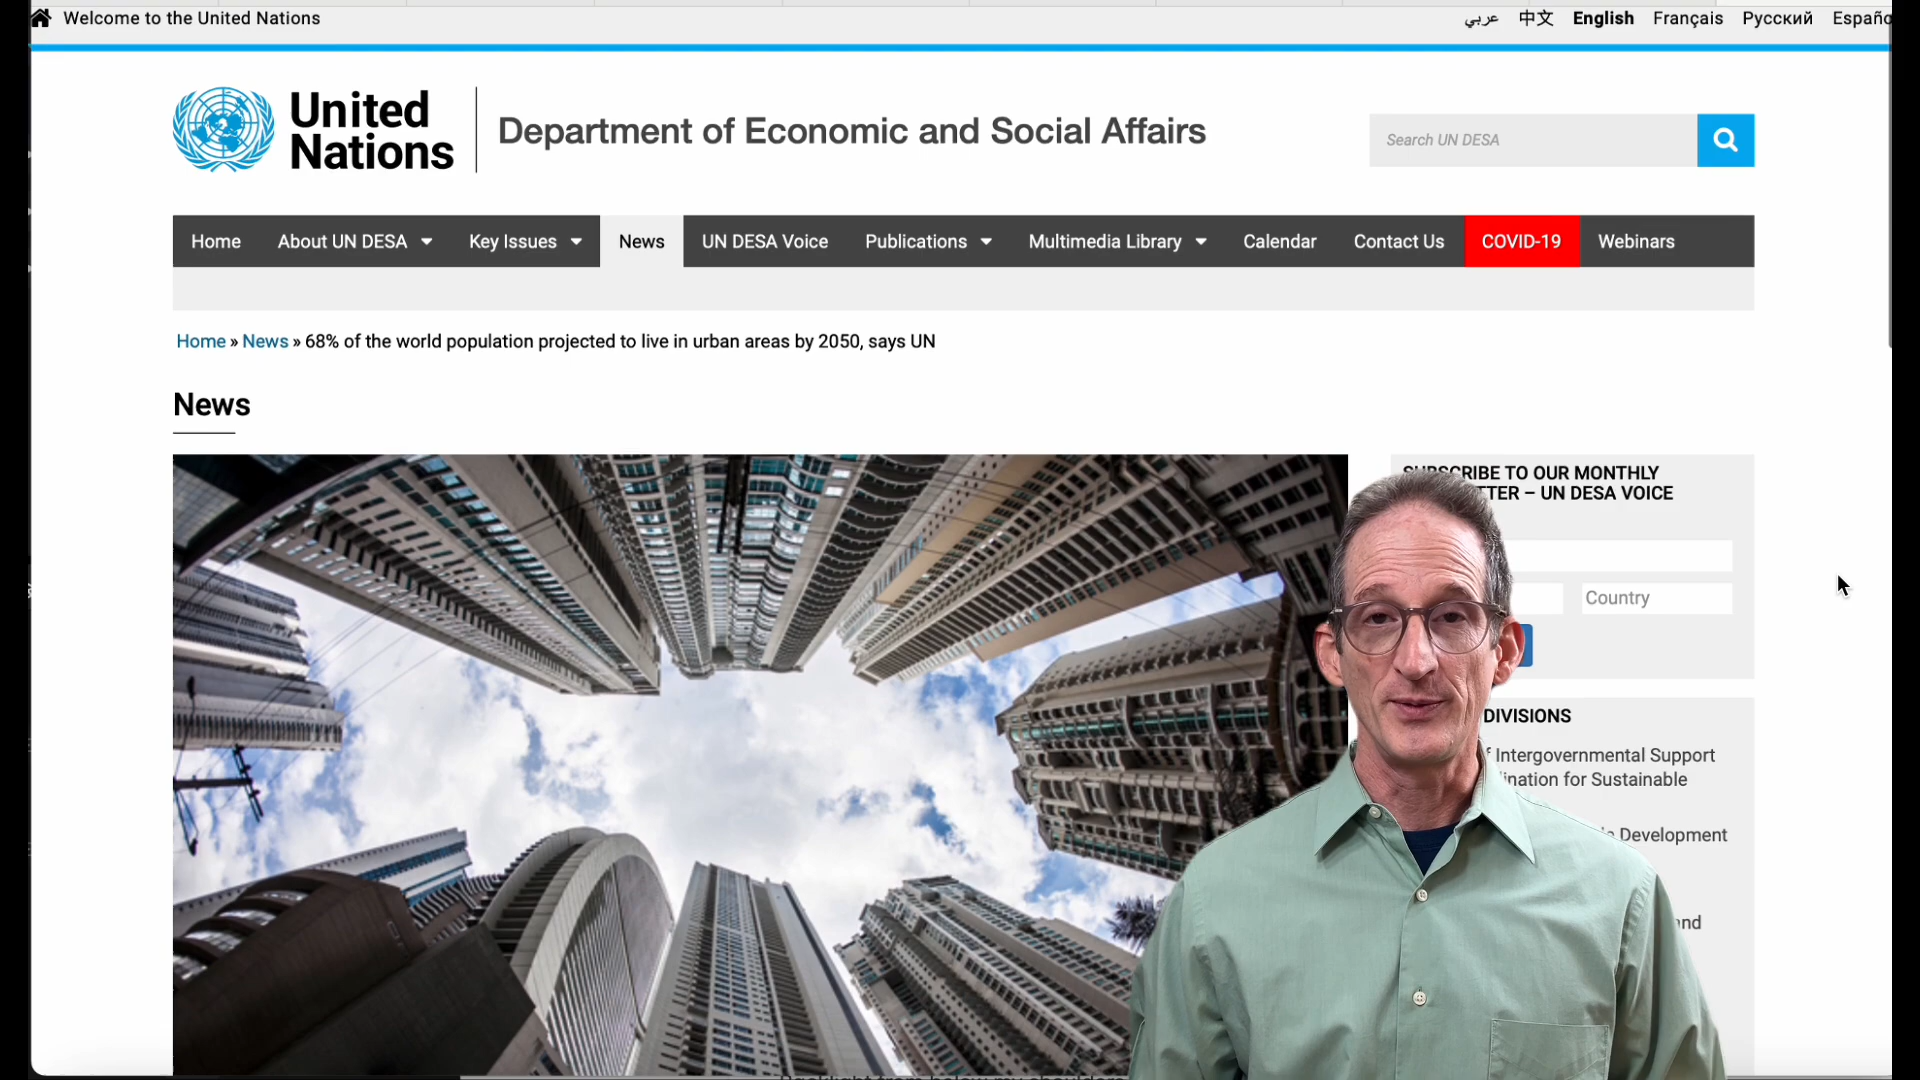 Welcome to the United Nations
عربي 中文 English Français Русский Españo
United
Nations
Department of Economic and Social Affairs
Search UN DESA
Home About UN DESA Key Issues News UN DESA Voice Publications Multimedia Library Calendar Contact Us COVID-19 Webinars
Home » News » 68% of the world population projected to live in urban areas by 2050, says UN
News
TO OUR MONTHLY
– UN DESA VOICE
Country
DIVISIONS
Intergovernmental Support
for Sustainable
Development